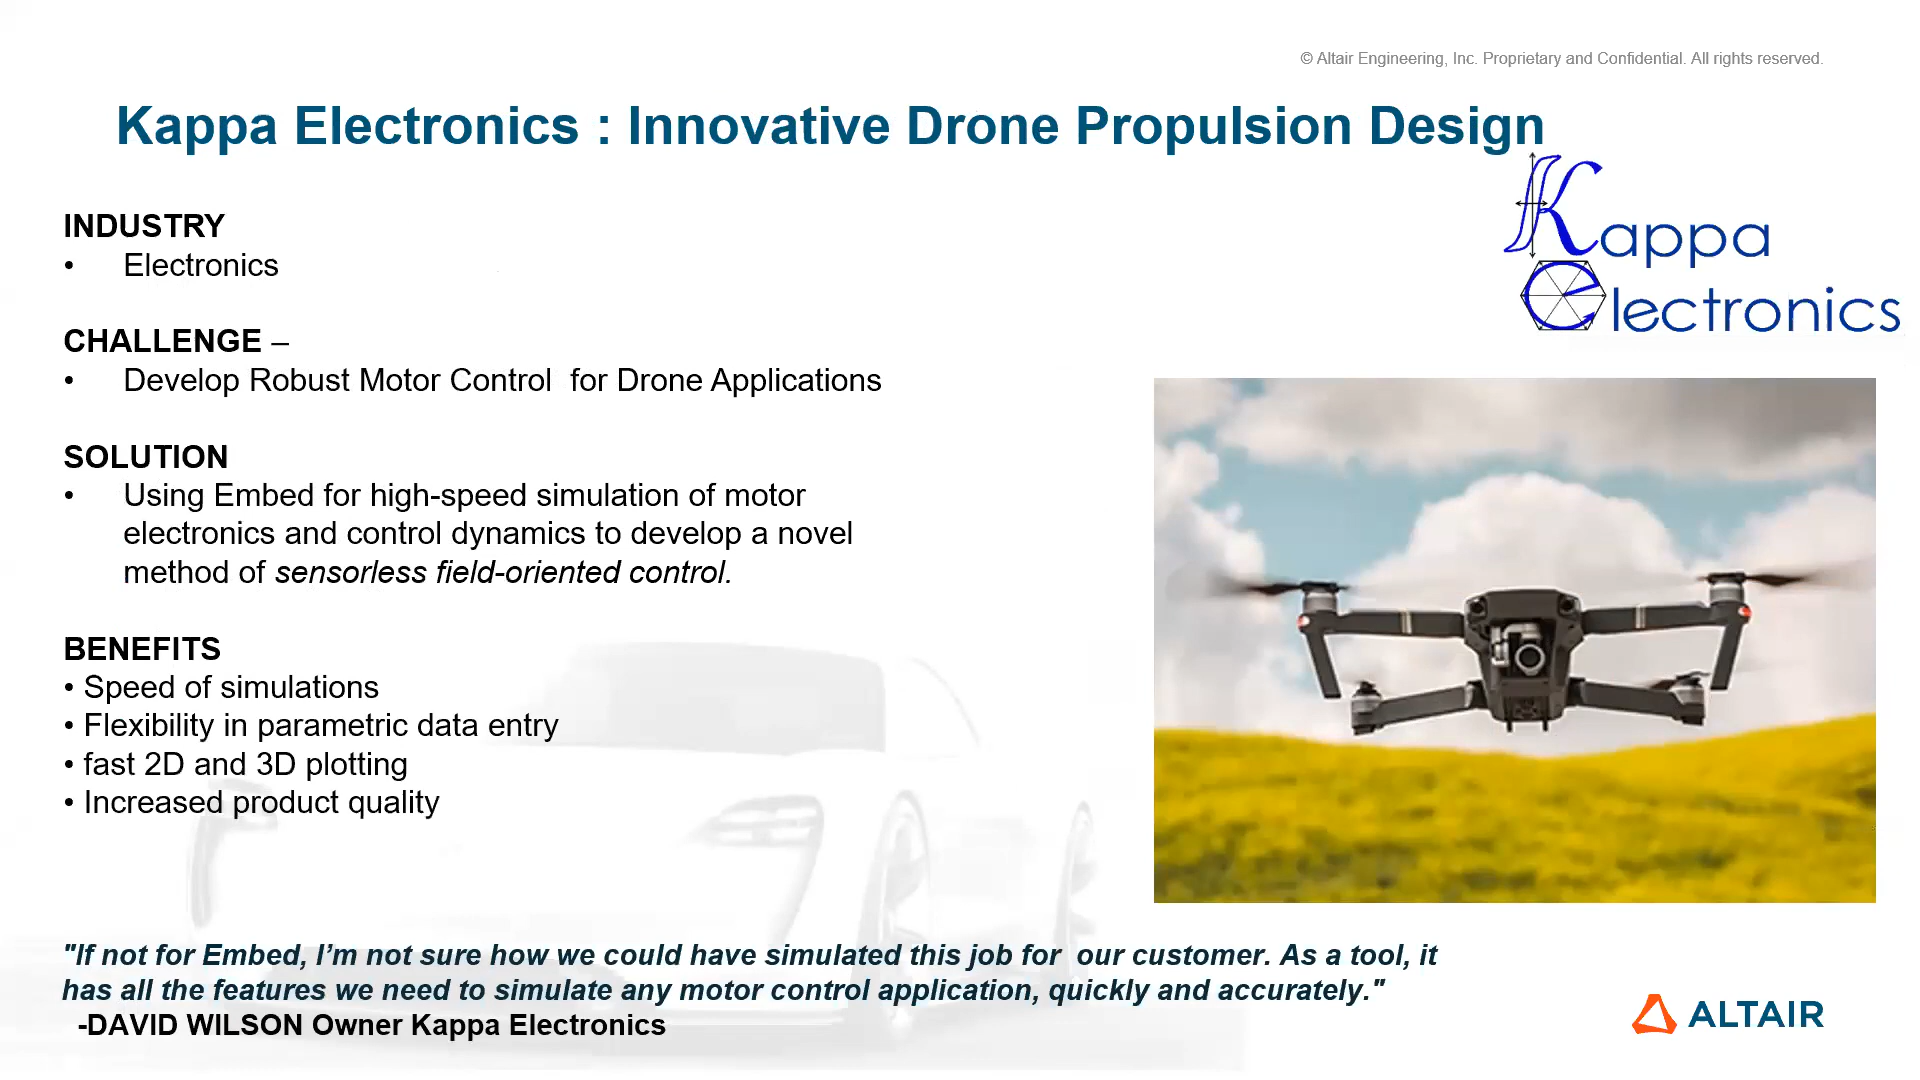 © Altair Engineering, Inc. Proprietary and Confidential. All rights reserved.
Kappa Electronics : Innovative Drone Propulsion Design
Kappa
electronics
INDUSTRY
• Electronics
CHALLENGE –
• Develop Robust Motor Control  for Drone Applications
SOLUTION
• Using Embed for high-speed simulation of motor
electronics and control dynamics to develop a novel
method of sensorless field-oriented control.
BENEFITS
• Speed of simulations
• Flexibility in parametric data entry
• fast 2D and 3D plotting
• Increased product quality
"If not for Embed, I’m not sure how we could have simulated this job for  our customer. As a tool, it
has all the features we need to simulate any motor control application, quickly and accurately."
-DAVID WILSON Owner Kappa Electronics
ALTAIR